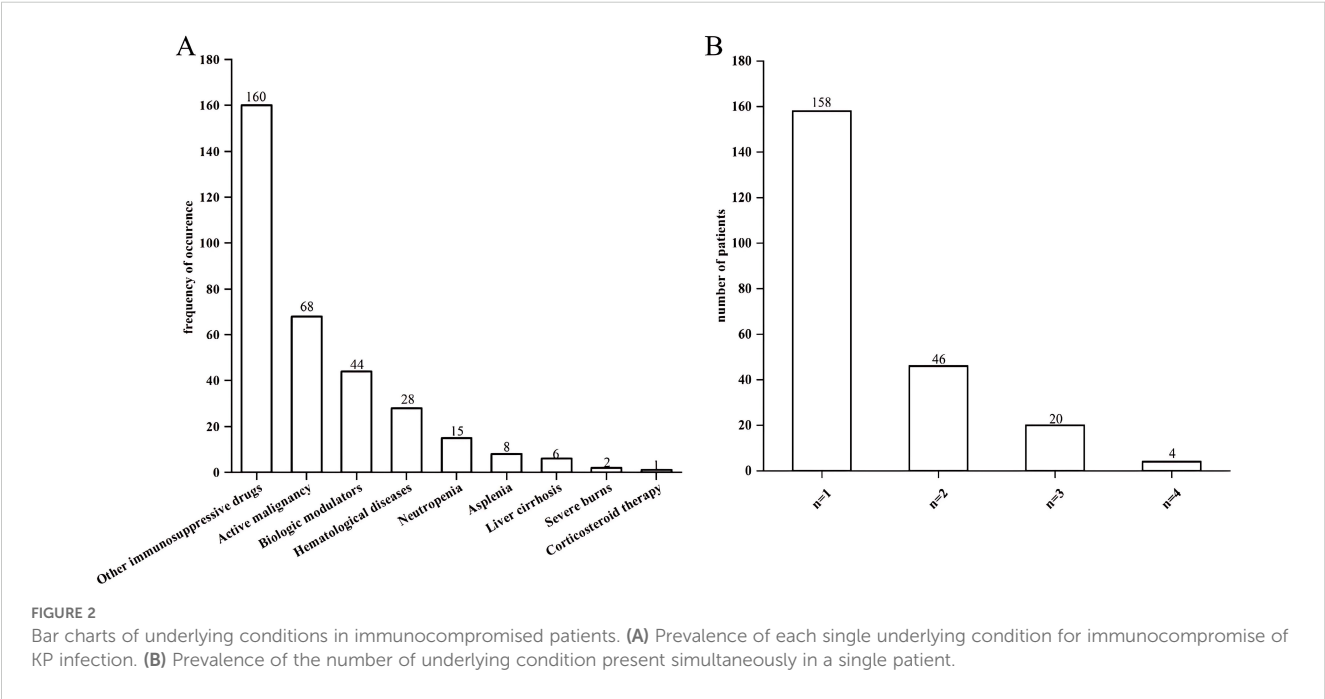 A
180
160
140
120
100
80
60
40
20
0
frequency of occurence
160
68
44
28
15
8
6
2
1
Other immunosuppressive drugs
Active malignancy
Biologic modulators
Hematological diseases
Neutropenia
Asplenia
Liver cirrhosis
Severe burns
Corticosteroid therapy
B
180
160
140
120
100
80
60
40
20
0
number of patients
158
46
20
4
n=1
n=2
n=3
n=4
FIGURE 2
Bar charts of underlying conditions in immunocompromised patients. (A) Prevalence of each single underlying condition for immunocompromise of
KP infection. (B) Prevalence of the number of underlying condition present simultaneously in a single patient.